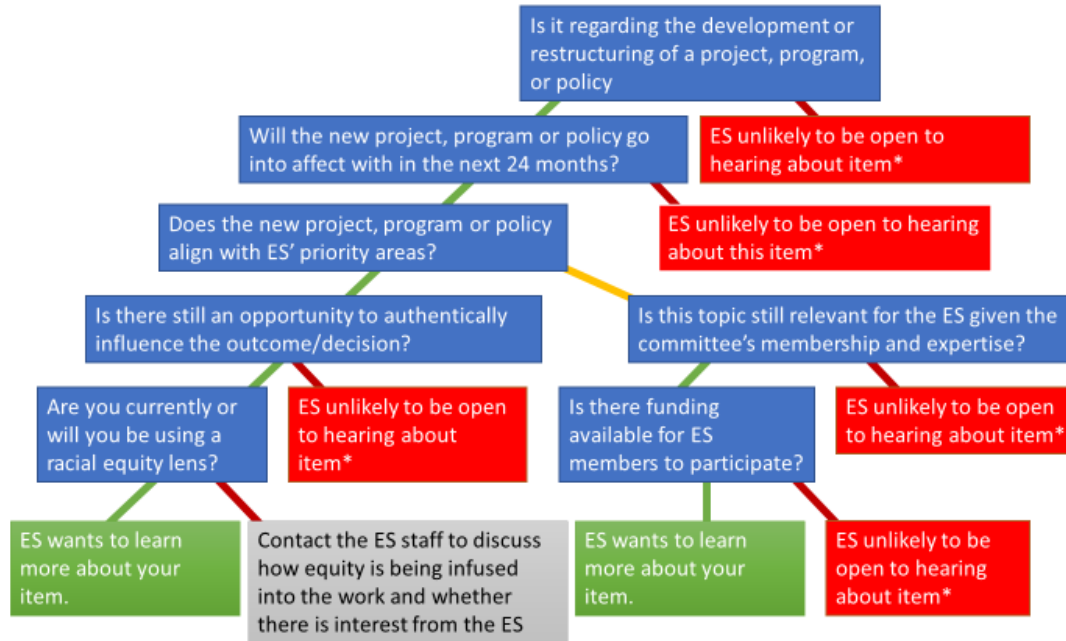 Is it regarding the development or
restructuring of a project, program,
or policy
Will the new project, program or policy go
into affect with in the next 24 months?
ES unlikely to be open to
hearing about item*
Does the new project, program or policy
align with ES’ priority areas?
ES unlikely to be open to hearing
about this item*
Is there still an opportunity to authentically
influence the outcome/decision?
Is this topic still relevant for the ES given the
committee’s membership and expertise?
Are you currently or
will you be using a
racial equity lens?
ES unlikely to be open
to hearing about
item*
Is there funding
available for ES
members to participate?
ES unlikely to be open
to hearing about item*
ES wants to learn
more about your
item.
Contact the ES staff to discuss
how equity is being infused
into the work and whether
there is interest from the ES
ES wants to learn
more about your
item.
ES unlikely to be
open to hearing
about item*